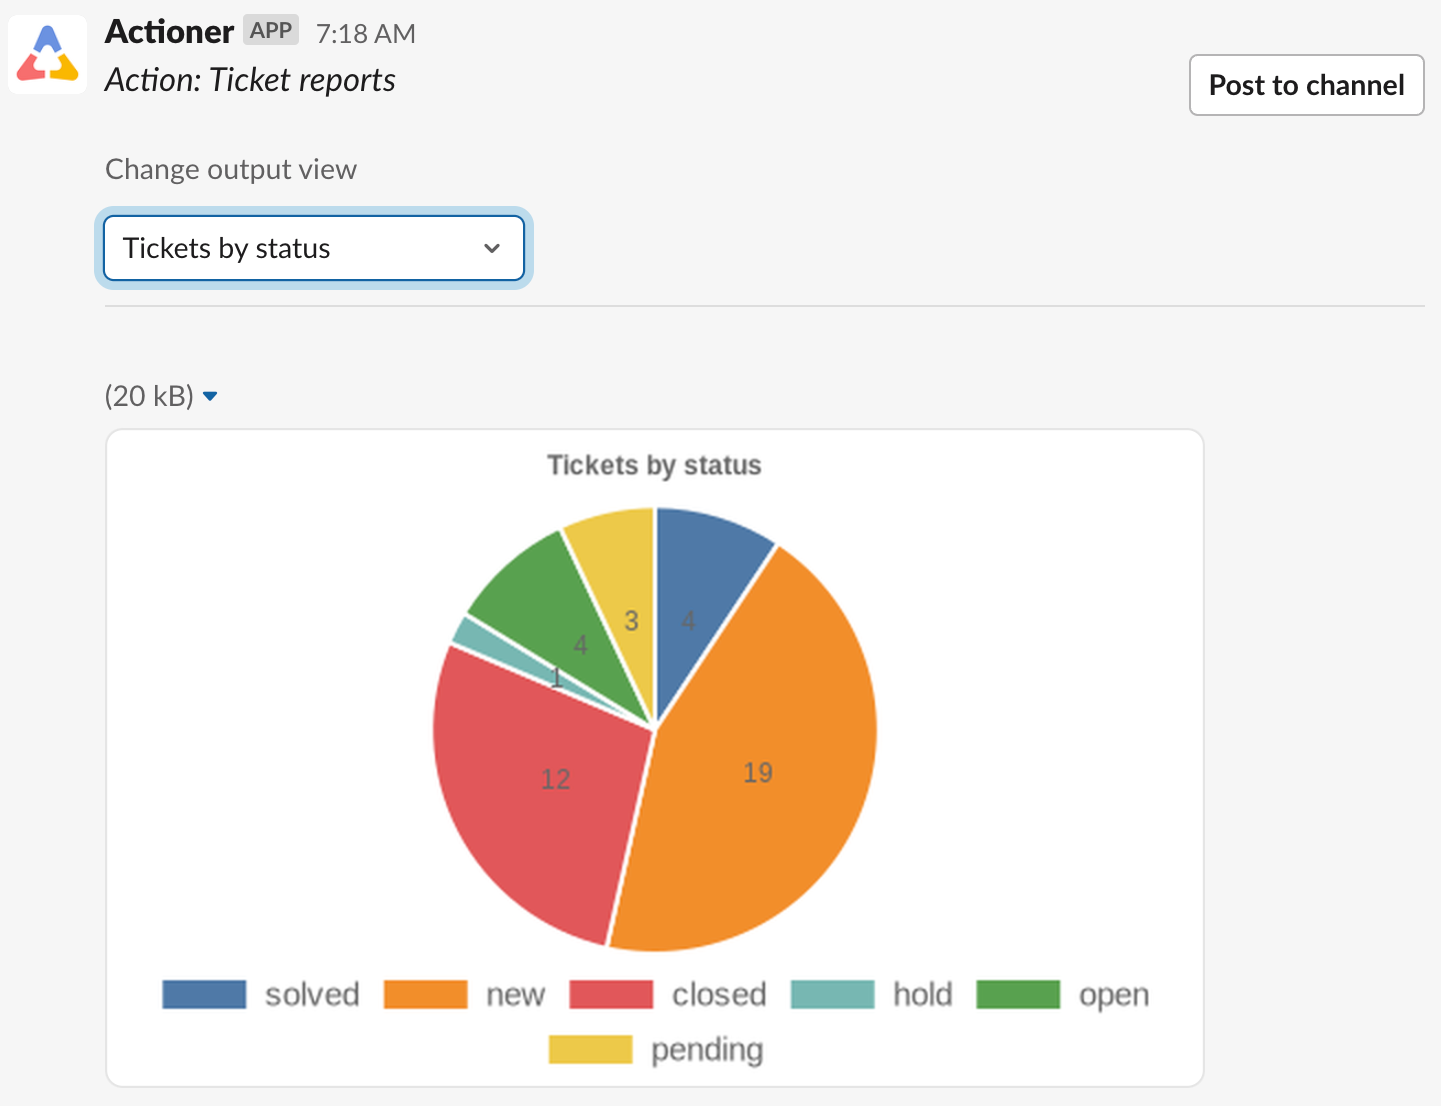 Actioner APP 7:18 AM
Action: Ticket reports
Post to channel
Change output view
Tickets by status
(20 kB)
Tickets by status
3 4
4
1
19
12
solved new closed hold open
pending